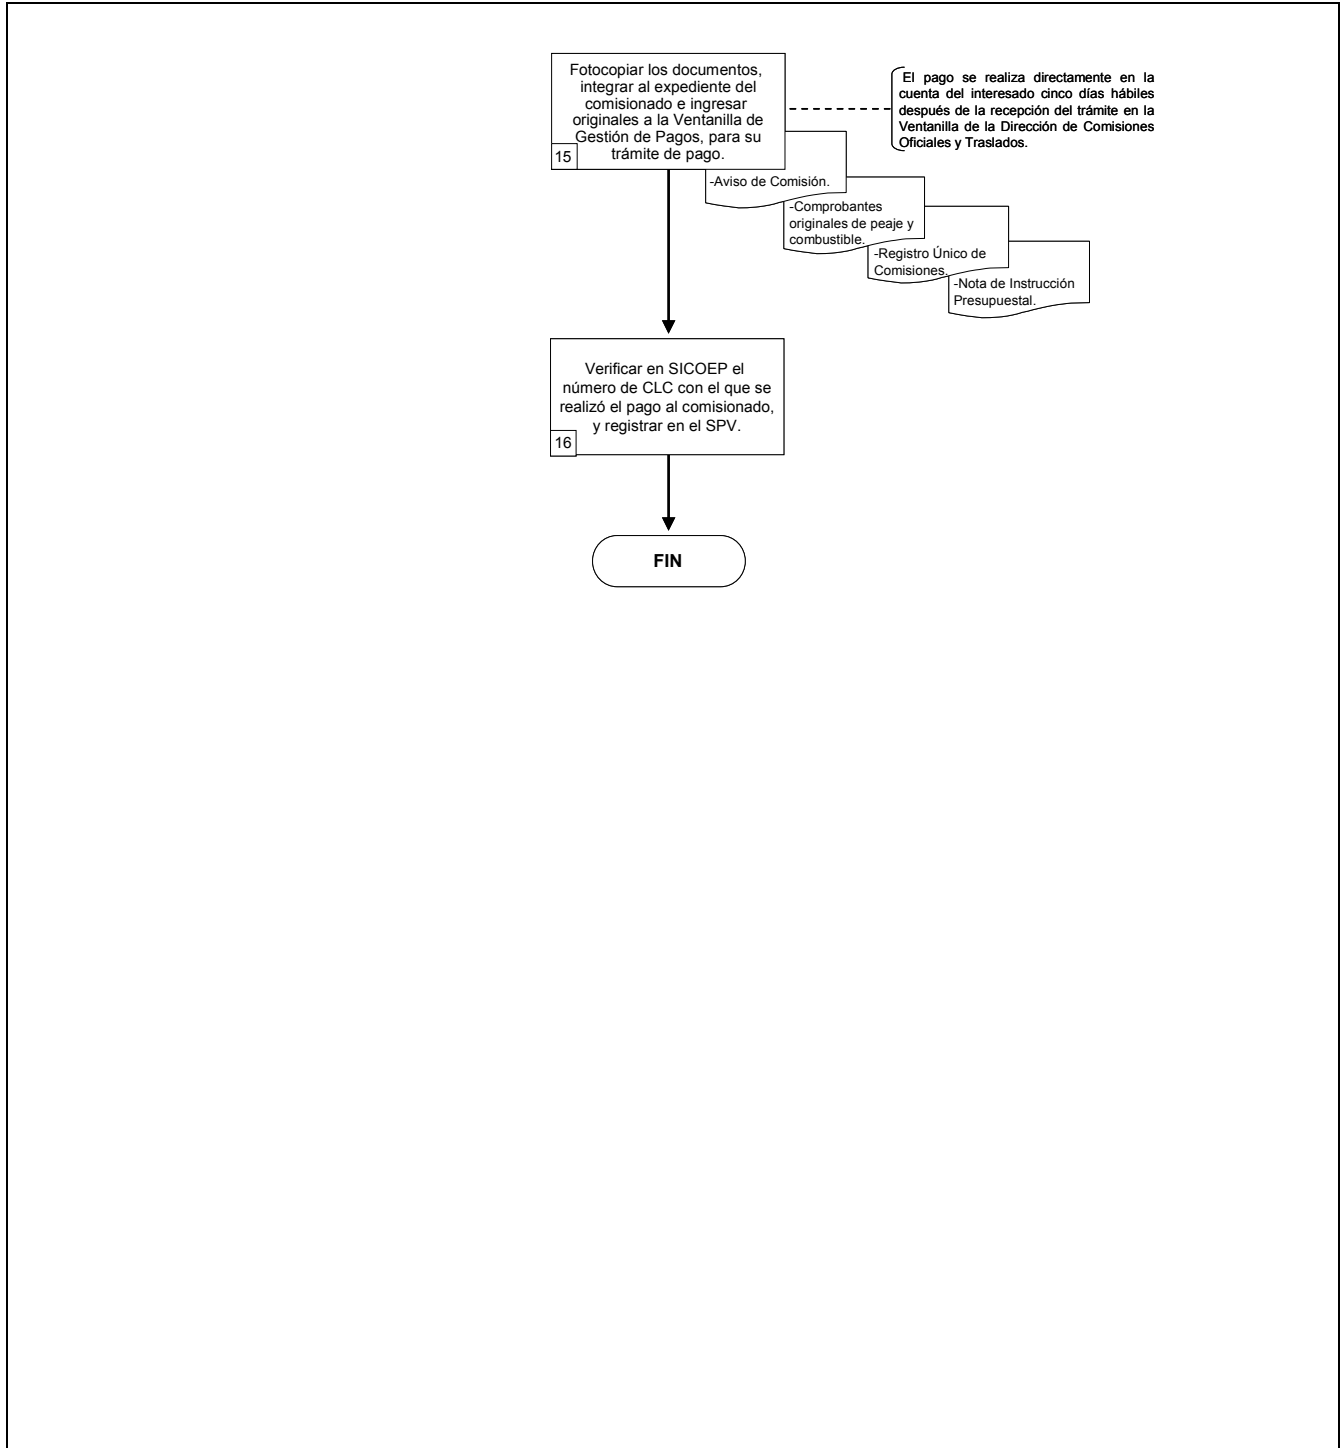 Fotocopiar los documentos,
integrar al expediente del
comisionado e ingresar
originales a la Ventanilla de
Gestión de Pagos, para su
trámite de pago.
15
El pago se realiza directamente en la
cuenta del interesado cinco días hábiles
después de la recepción del trámite en la
Ventanilla de la Dirección de Comisiones
Oficiales y Traslados.
-Aviso de Comisión.
-Comprobantes
originales de peaje y
combustible.
-Registro Único de
Comisiones.
-Nota de Instrucción
Presupuestal.
Verificar en SICOEP el
número de CLC con el que se
realizó el pago al comisionado,
y registrar en el SPV.
16
FIN